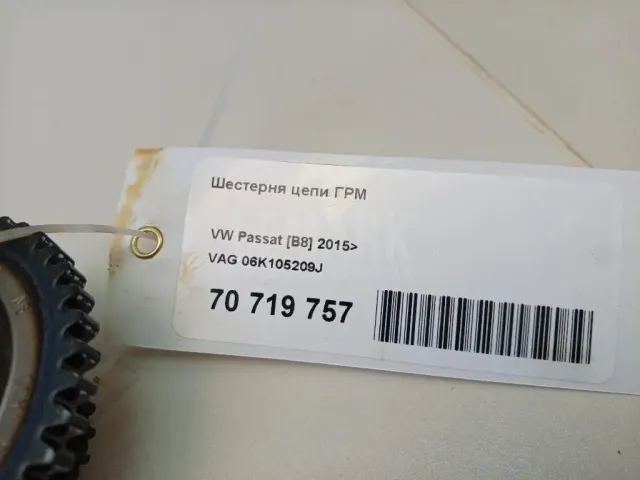 Шестерня цепи ГРМ
VW Passat [B8] 2015>
VAG 06K105209J
70 719 757